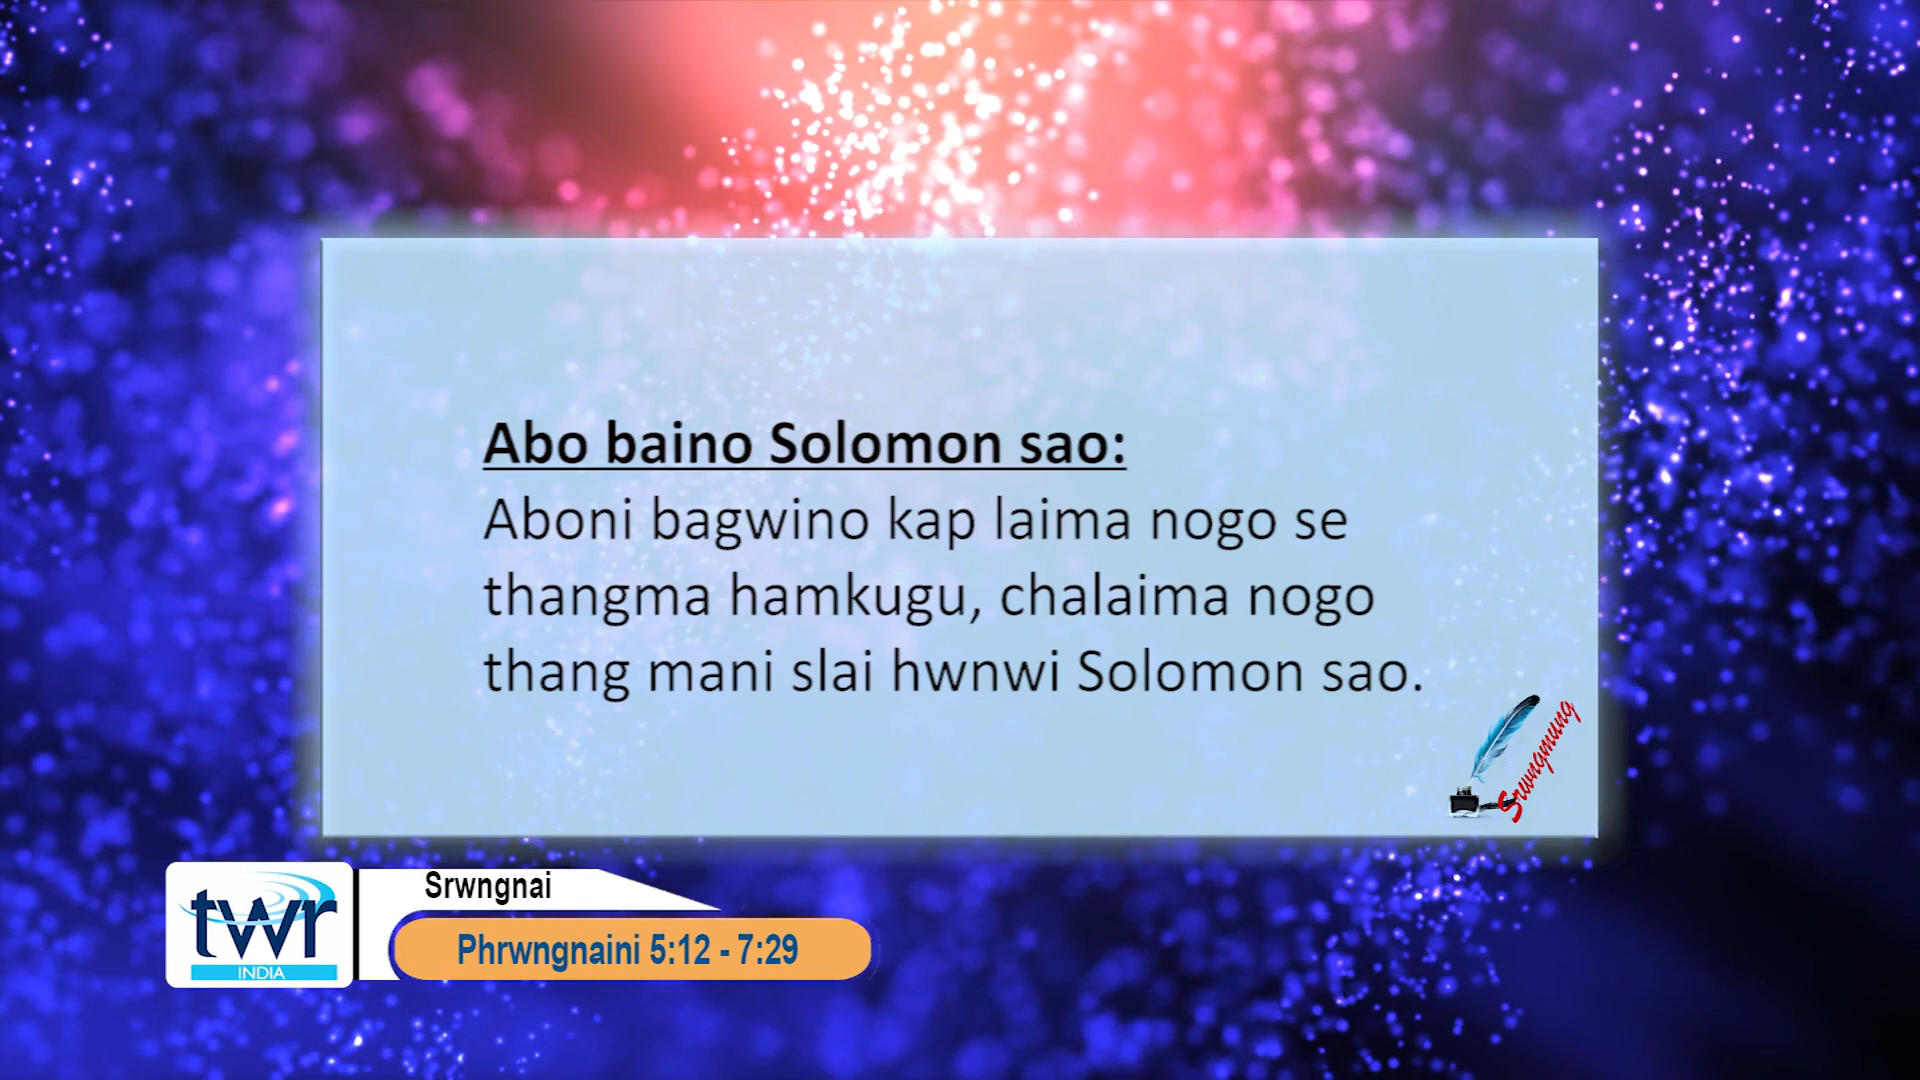 Abo baino Solomon sao:
Aboni bagwino kap laima nogo se
thangma hamkugu, chalaima nogo
thang mani slai hwnwi Solomon sao.
Srwngmung
twr
INDIA
Srwngnai
Phrwngnaini 5:12 - 7:29